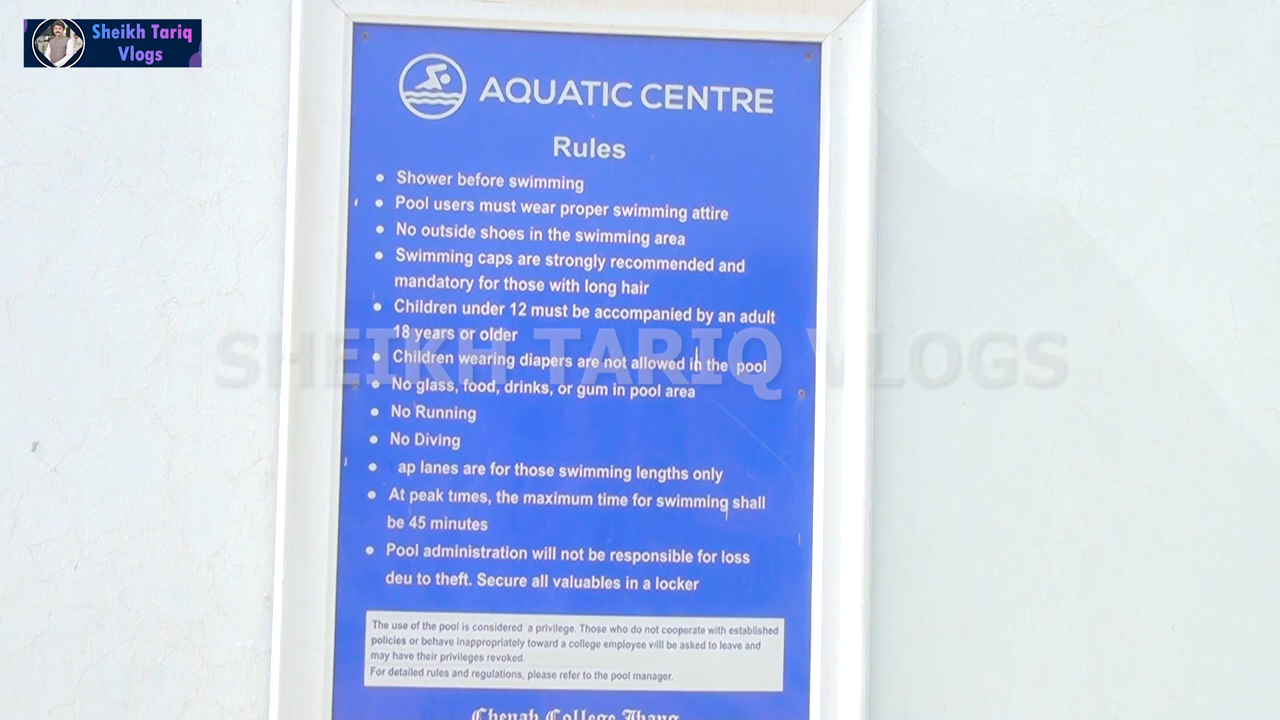 Sheikh Tariq
Vlogs
AQUATIC CENTRE
Rules
• Shower before swimming
• Pool users must wear proper swimming attire
• No outside shoes in the swimming area
• Swimming caps are strongly recommended and
mandatory for those with long hair
• Children under 12 must be accompanied by an adult
18 years or older
SHEIKH TARIQ VLOGS
• Children wearing diapers are not allowed in the pool
• No glass, food, drinks, or gum in pool area
• No Running
• No Diving
• ap lanes are for those swimming lengths only
• At peak times, the maximum time for swimming shall
be 45 minutes
• Pool administration will not be responsible for loss
deu to theft. Secure all valuables in a locker
The use of the pool is considered a privilege. Those who do not cooperate with established
policies or behave inappropriately toward a college employee will be asked to leave and
may have their privileges revoked.
For detailed rules and regulations, please refer to the pool manager.
Chenab College Jhang